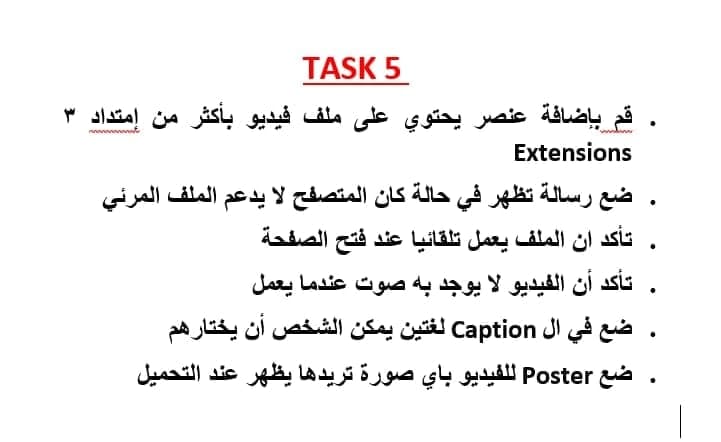 TASK 5
. قم بإضافة عنصر يحتوي على ملف فيديو بأكثر من إمتداد ٣
Extensions
. ضع رسالة تظهر في حالة كان المتصفح لا يدعم الملف المرئي
. تأكد ان الملف يعمل تلقائيا عند فتح الصفحة
. تأكد أن الفيديو لا يوجد به صوت عندما يعمل
. ضع في ال Caption لغتين يمكن الشخص أن يختارهم
. ضع Poster للفيديو باي صورة تريدها يظهر عند التحميل